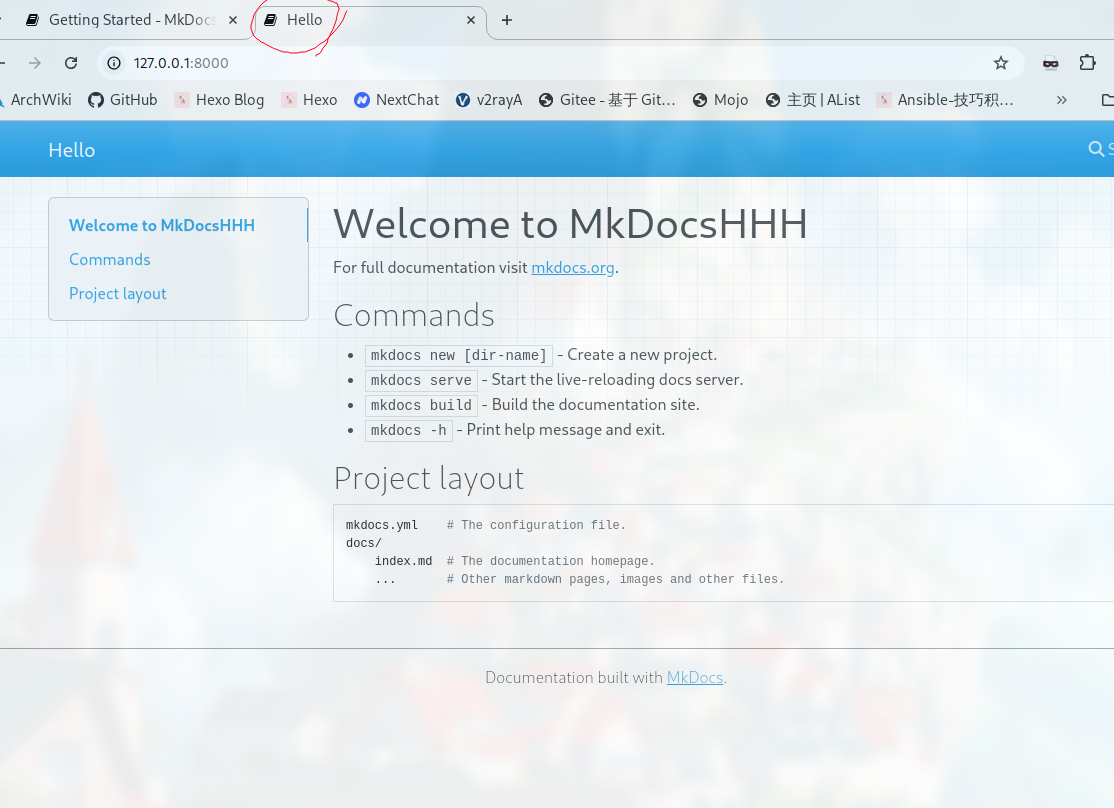 Getting Started - MkDocs
Hello
127.0.0.1:8000
ArchWiki GitHub Hexo Blog Hexo NextChat v2rayA Gitee - 基于 Git... Mojo 主页 | AList Ansible-技巧积...
Hello
Welcome to MkDocsHHH
Commands
Project layout
Welcome to MkDocsHHH
For full documentation visit mkdocs.org.
Commands
mkdocs new [dir-name] - Create a new project.
mkdocs serve - Start the live-reloading docs server.
mkdocs build - Build the documentation site.
mkdocs -h - Print help message and exit.
Project layout
mkdocs.yml # The configuration file.
docs/
index.md # The documentation homepage.
... # Other markdown pages, images and other files.
Documentation built with MkDocs.